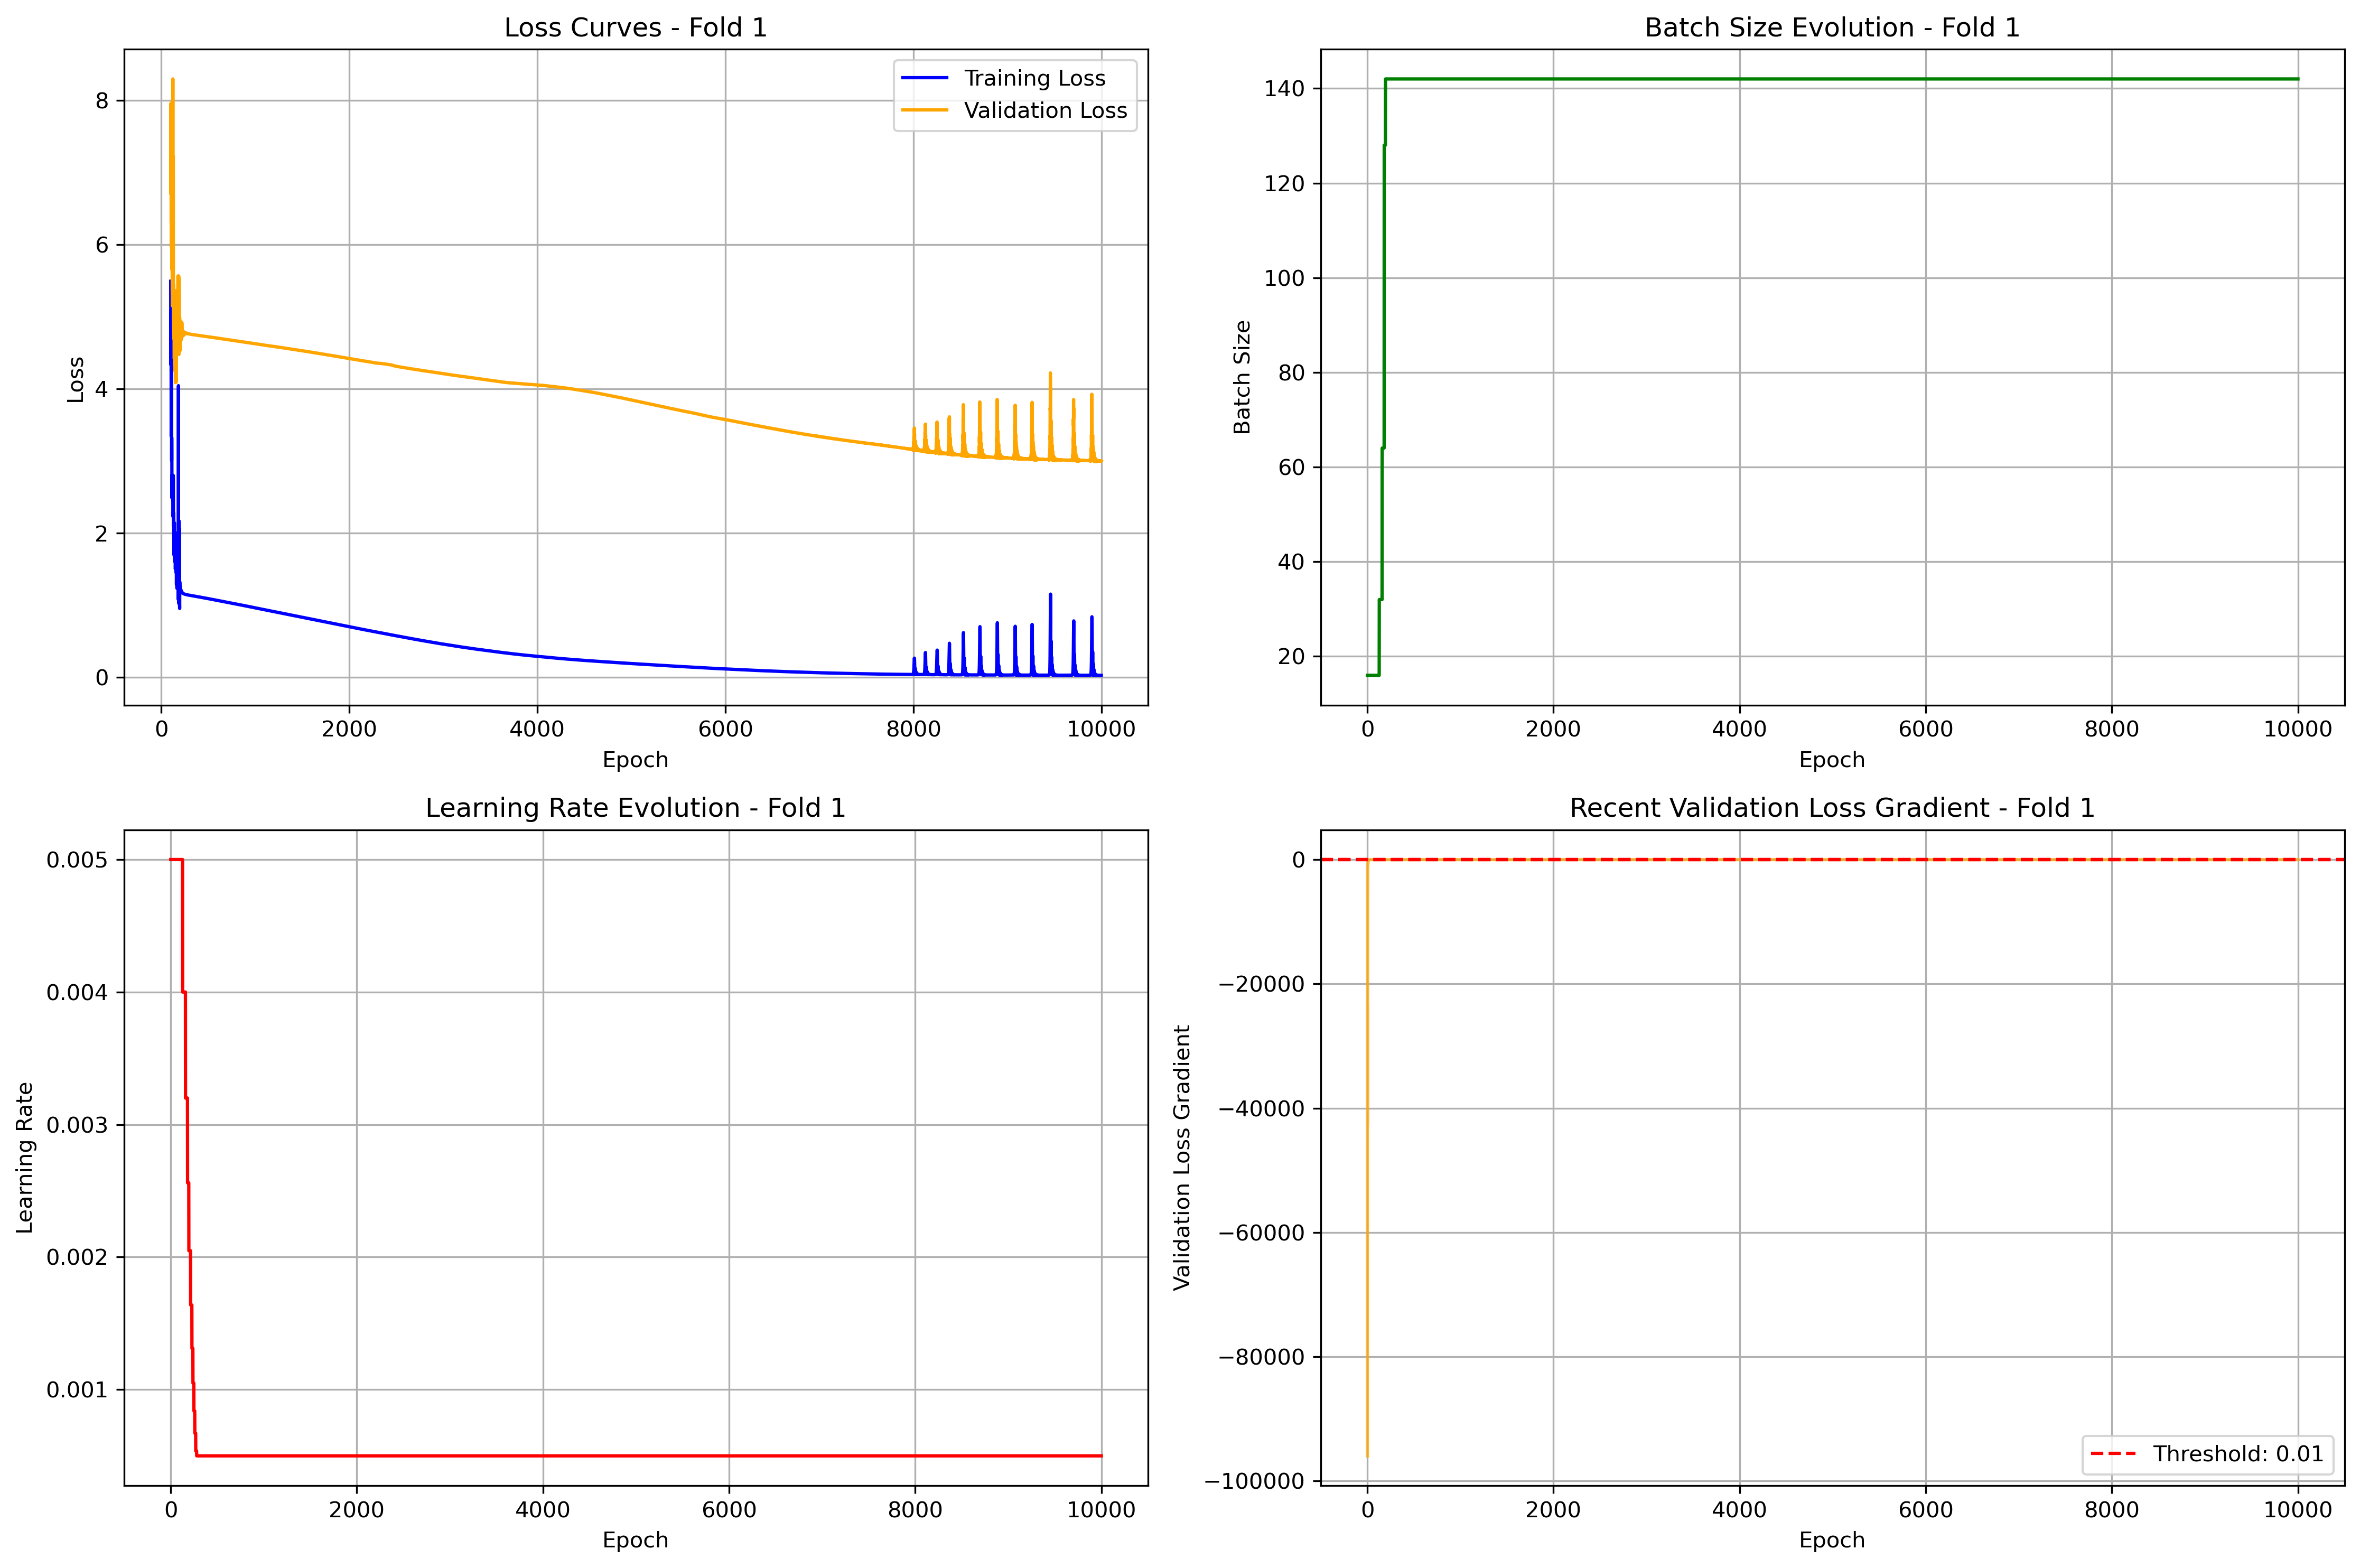 Loss Curves - Fold 1
8
6
4
2
0
Loss
Training Loss
Validation Loss
0 2000 4000 6000 8000 10000
Epoch
Batch Size Evolution - Fold 1
140
120
100
80
60
40
20
Batch Size
0 2000 4000 6000 8000 10000
Epoch
Learning Rate Evolution - Fold 1
0.005
0.004
0.003
0.002
0.001
Learning Rate
0 2000 4000 6000 8000 10000
Epoch
Recent Validation Loss Gradient - Fold 1
0
−20000
−40000
−60000
−80000
−100000
Validation Loss Gradient
Threshold: 0.01
0 2000 4000 6000 8000 10000
Epoch